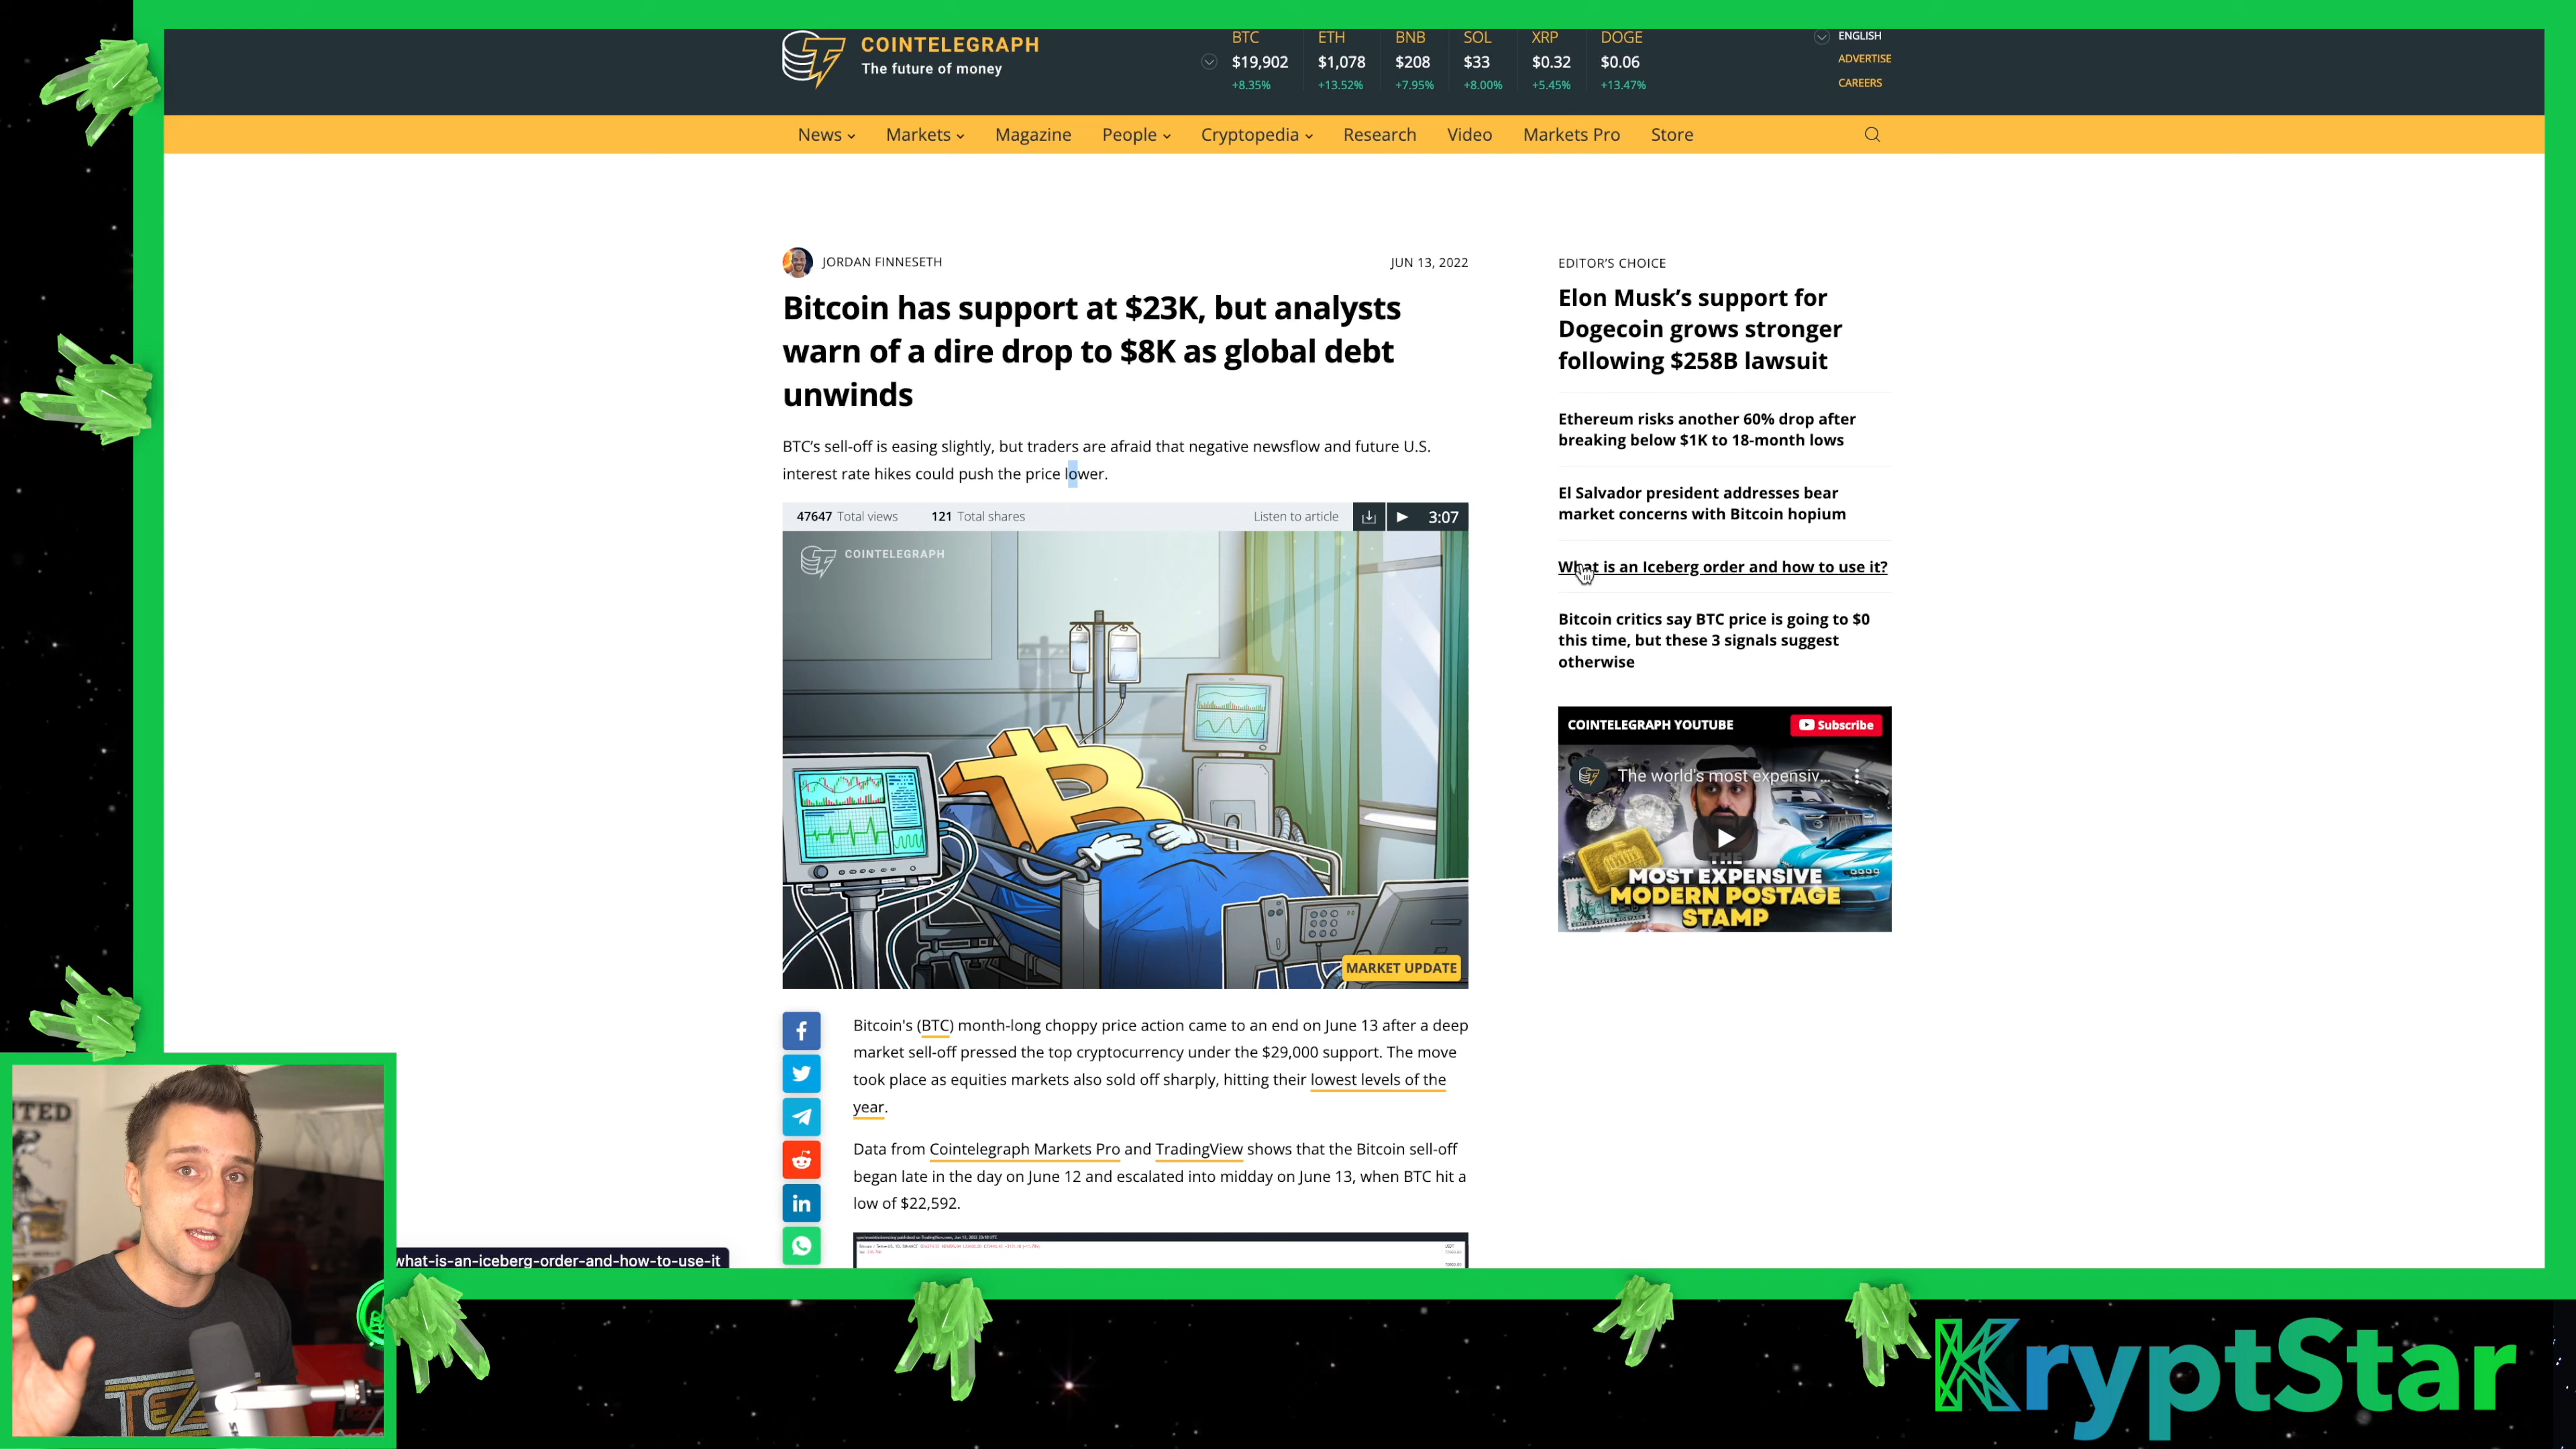 COINTELEGRAPH
The future of money
BTC
$19,902
+8.35%
ETH
$1,078
+13.52%
BNB
$208
+7.95%
SOL
$33
+8.00%
XRP
$0.32
+5.45%
DOGE
$0.06
+13.47%
ENGLISH
ADVERTISE
CAREERS
News Markets Magazine People Cryptopedia Research Video Markets Pro Store
JORDAN FINNESETH
JUN 13, 2022
Bitcoin has support at $23K, but analysts
warn of a dire drop to $8K as global debt
unwinds
BTC’s sell-off is easing slightly, but traders are afraid that negative newsflow and future U.S.
interest rate hikes could push the price lower.
47647 Total views 121 Total shares Listen to article 3:07
COINTELEGRAPH
MARKET UPDATE
Bitcoin's (BTC) month-long choppy price action came to an end on June 13 after a deep
market sell-off pressed the top cryptocurrency under the $29,000 support. The move
took place as equities markets also sold off sharply, hitting their lowest levels of the
year.
Data from Cointelegraph Markets Pro and TradingView shows that the Bitcoin sell-off
began late in the day on June 12 and escalated into midday on June 13, when BTC hit a
low of $22,592.
EDITOR’S CHOICE
Elon Musk’s support for
Dogecoin grows stronger
following $258B lawsuit
Ethereum risks another 60% drop after
breaking below $1K to 18-month lows
El Salvador president addresses bear
market concerns with Bitcoin hopium
What is an Iceberg order and how to use it?
Bitcoin critics say BTC price is going to $0
this time, but these 3 signals suggest
otherwise
COINTELEGRAPH YOUTUBE
Subscribe
The world's most expensiv...
THE
MOST EXPENSIVE
MODERN POSTAGE
STAMP
what-is-an-iceberg-order-and-how-to-use-it
KryptStar